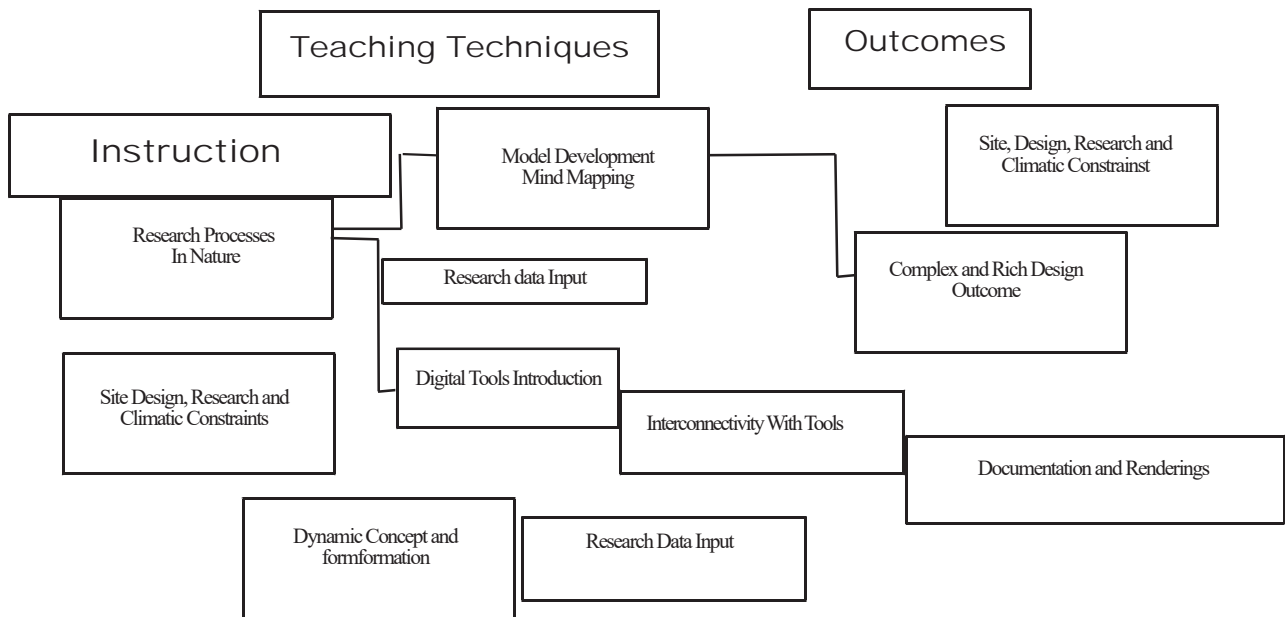 Teaching Techniques
Outcomes
Instruction
Model Development
Mind Mapping
Site, Design, Research and
Climatic Constrainst
Research Processes
In Nature
Research data Input
Complex and Rich Design
Outcome
Site Design, Research and
Climatic Constraints
Digital Tools Introduction
Interconnectivity With Tools
Documentation and Renderings
Dynamic Concept and
formformation
Research Data Input